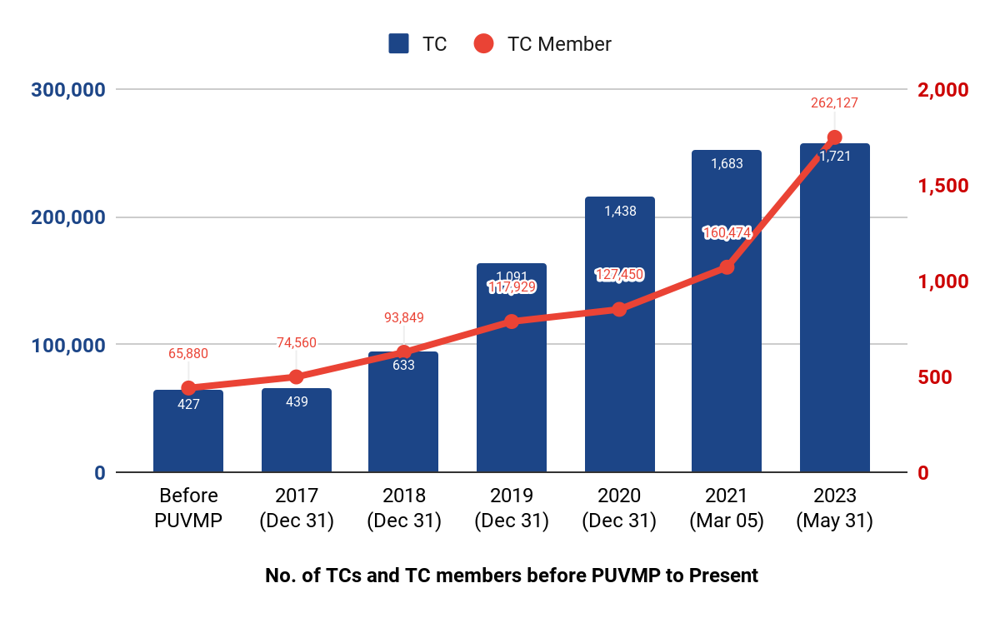 TC
TC Member
300,000
200,000
100,000
0
2,000
1,500
1,000
500
0
65,880
74,560
93,849
117,929
127,450
160,474
262,127
427
439
633
1,091
1,438
1,683
1,721
Before
PUVMP
2017
(Dec 31)
2018
(Dec 31)
2019
(Dec 31)
2020
(Dec 31)
2021
(Mar 05)
2023
(May 31)
No. of TCs and TC members before PUVMP to Present